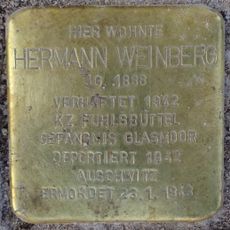 HIER WOHNTE
HERMANN WEINBERG
JG. 1888
VERHAFTET 1942
KZ FUHLSBÜTTEL
GEFÄNGNIS GLASMOOR
DEPORTIERT 1942
AUSCHWITZ
ERMORDET 23.1.1943